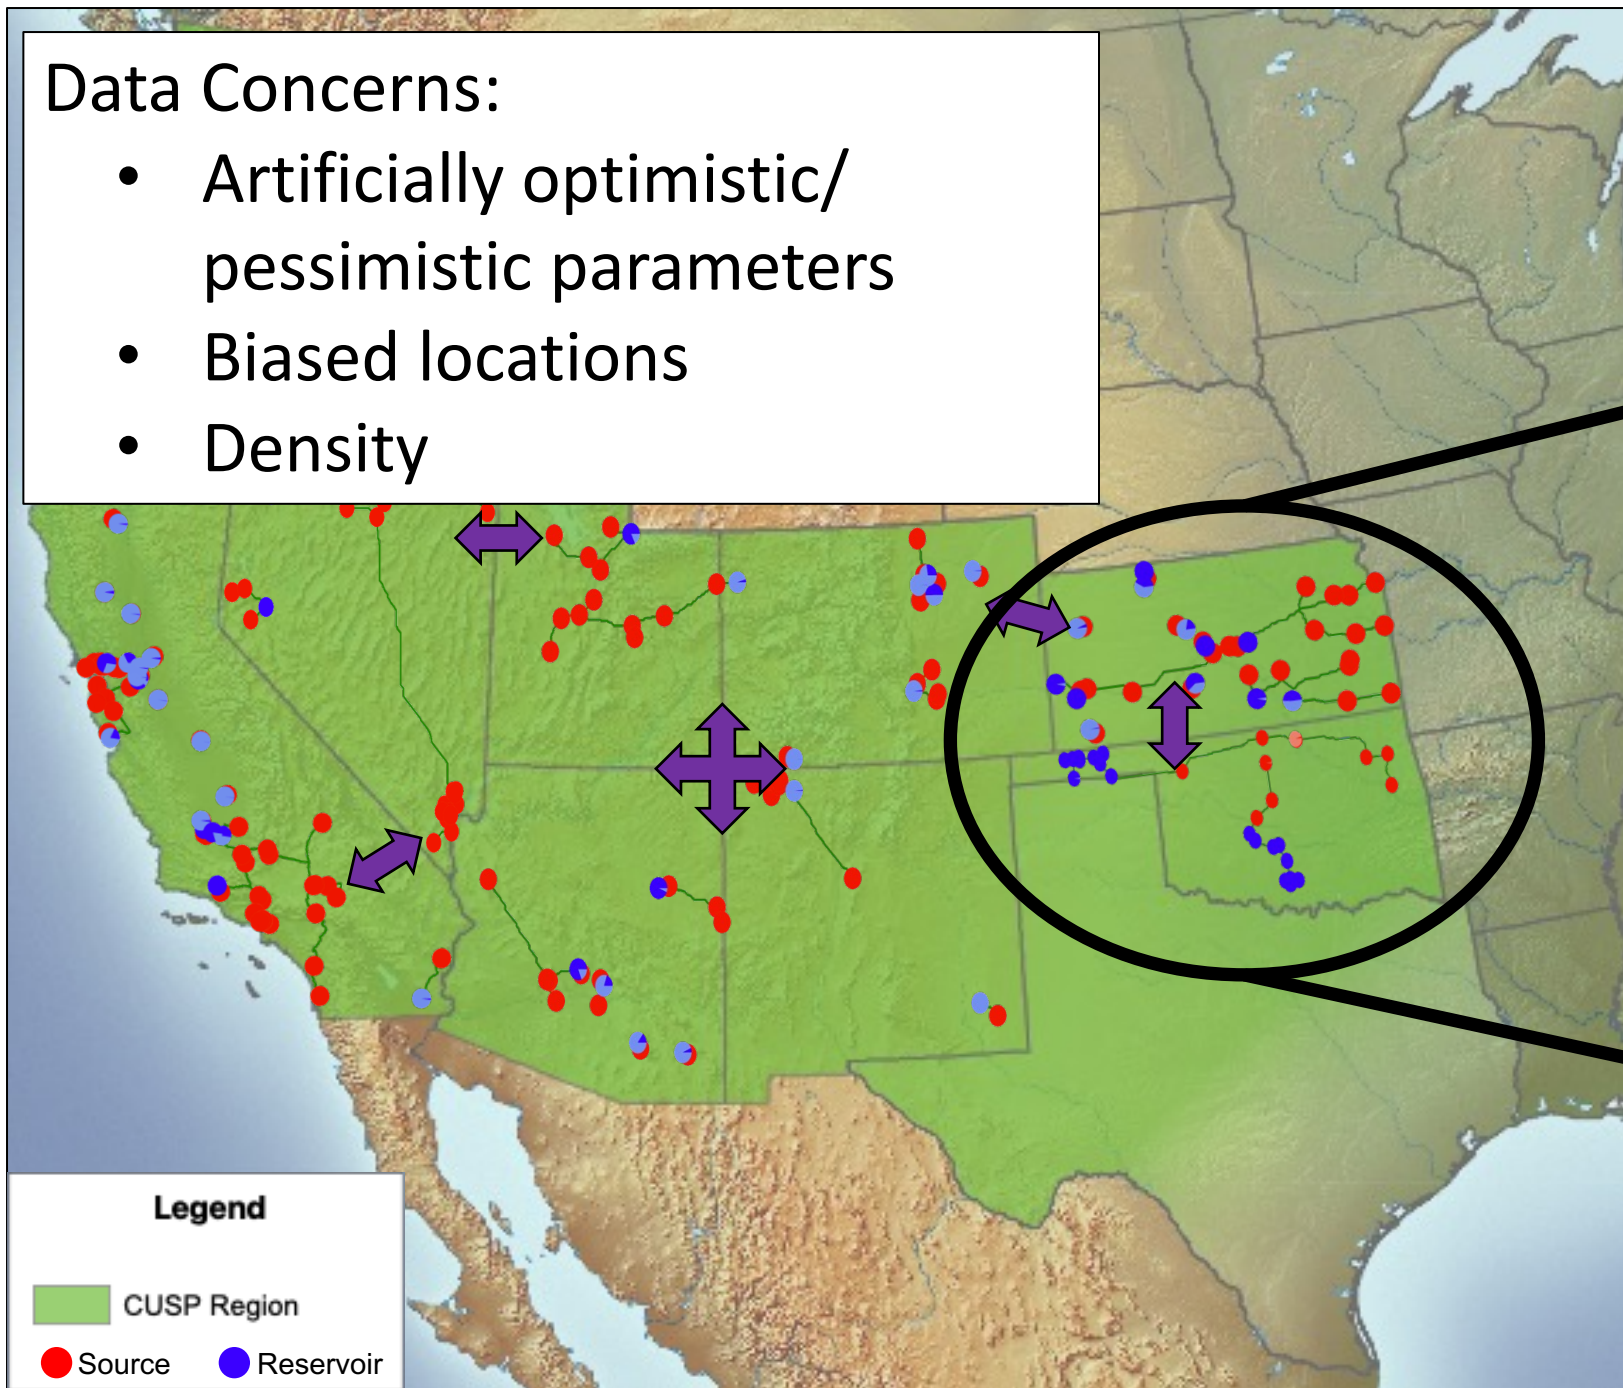 Data Concerns:
• Artificially optimistic/
pessimistic parameters
• Biased locations
• Density
Legend
CUSP Region
Source
Reservoir